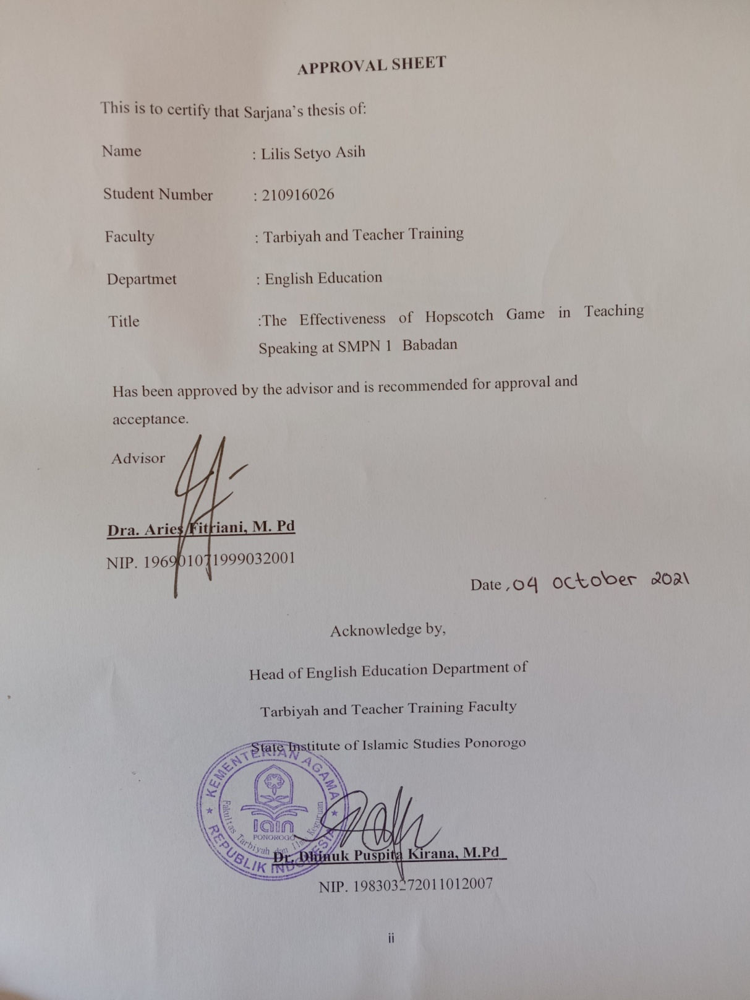 APPROVAL SHEET
This is to certify that Sarjana's thesis of:
Name : Lilis Setyo Asih
Student Number : 210916026
Faculty : Tarbiyah and Teacher Training
Departmet : English Education
Title :The Effectiveness of Hopscotch Game in Teaching
Speaking at SMPN 1 Babadan
Has been approved by the advisor and is recommended for approval and
acceptance.
Advisor
Dra. Aries Fitriani, M. Pd
NIP. 196901071999032001
Date , 04 October 2021
Acknowledge by,
Head of English Education Department of
Tarbiyah and Teacher Training Faculty
State Institute of Islamic Studies Ponorogo
KEMENTERIAN AGAMA
REPUBLIK INDONESIA
Fakultas Tarbiyah dan Ilmu Keguruan
iain
PONOROGO
Dr. Dhinuk Puspita Kirana, M.Pd
NIP. 198303272011012007
ii